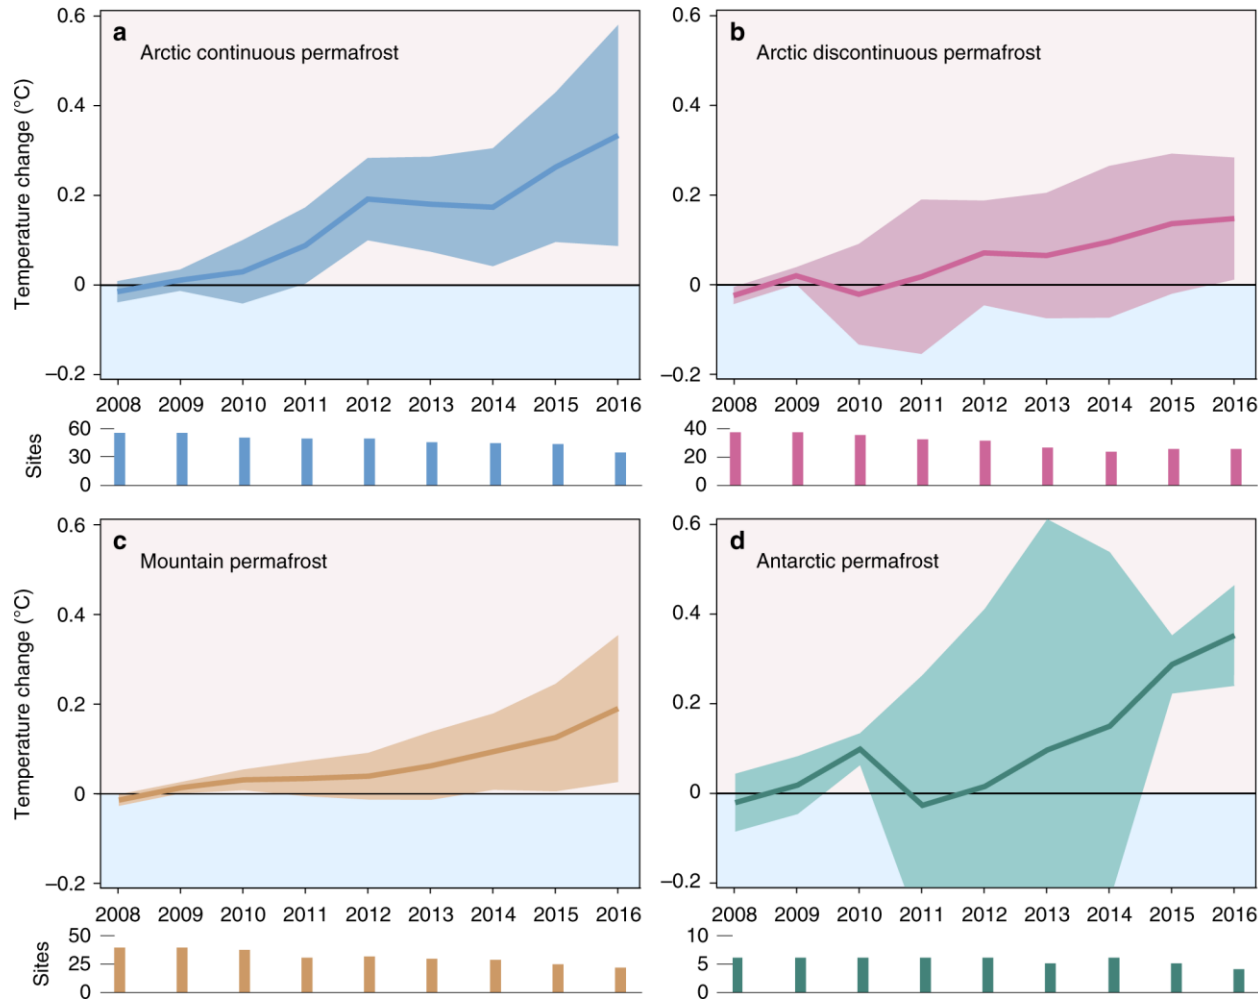 a
Arctic continuous permafrost
Temperature change (°C)
0.6
0.4
0.2
0
−0.2
2008 2009 2010 2011 2012 2013 2014 2015 2016
Sites
60
30
0
b
Arctic discontinuous permafrost
0.6
0.4
0.2
0
−0.2
2008 2009 2010 2011 2012 2013 2014 2015 2016
40
20
0
c
Mountain permafrost
Temperature change (°C)
0.6
0.4
0.2
0
−0.2
2008 2009 2010 2011 2012 2013 2014 2015 2016
Sites
50
25
0
d
Antarctic permafrost
0.6
0.4
0.2
0
−0.2
2008 2009 2010 2011 2012 2013 2014 2015 2016
10
5
0